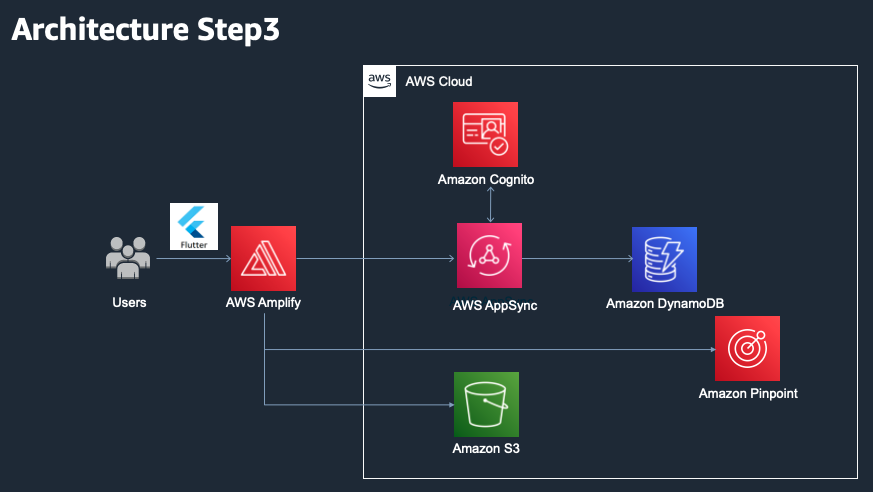 Architecture Step3
aws
AWS Cloud
Amazon Cognito
Flutter
Users
AWS Amplify
AWS AppSync
Amazon DynamoDB
Amazon Pinpoint
Amazon S3